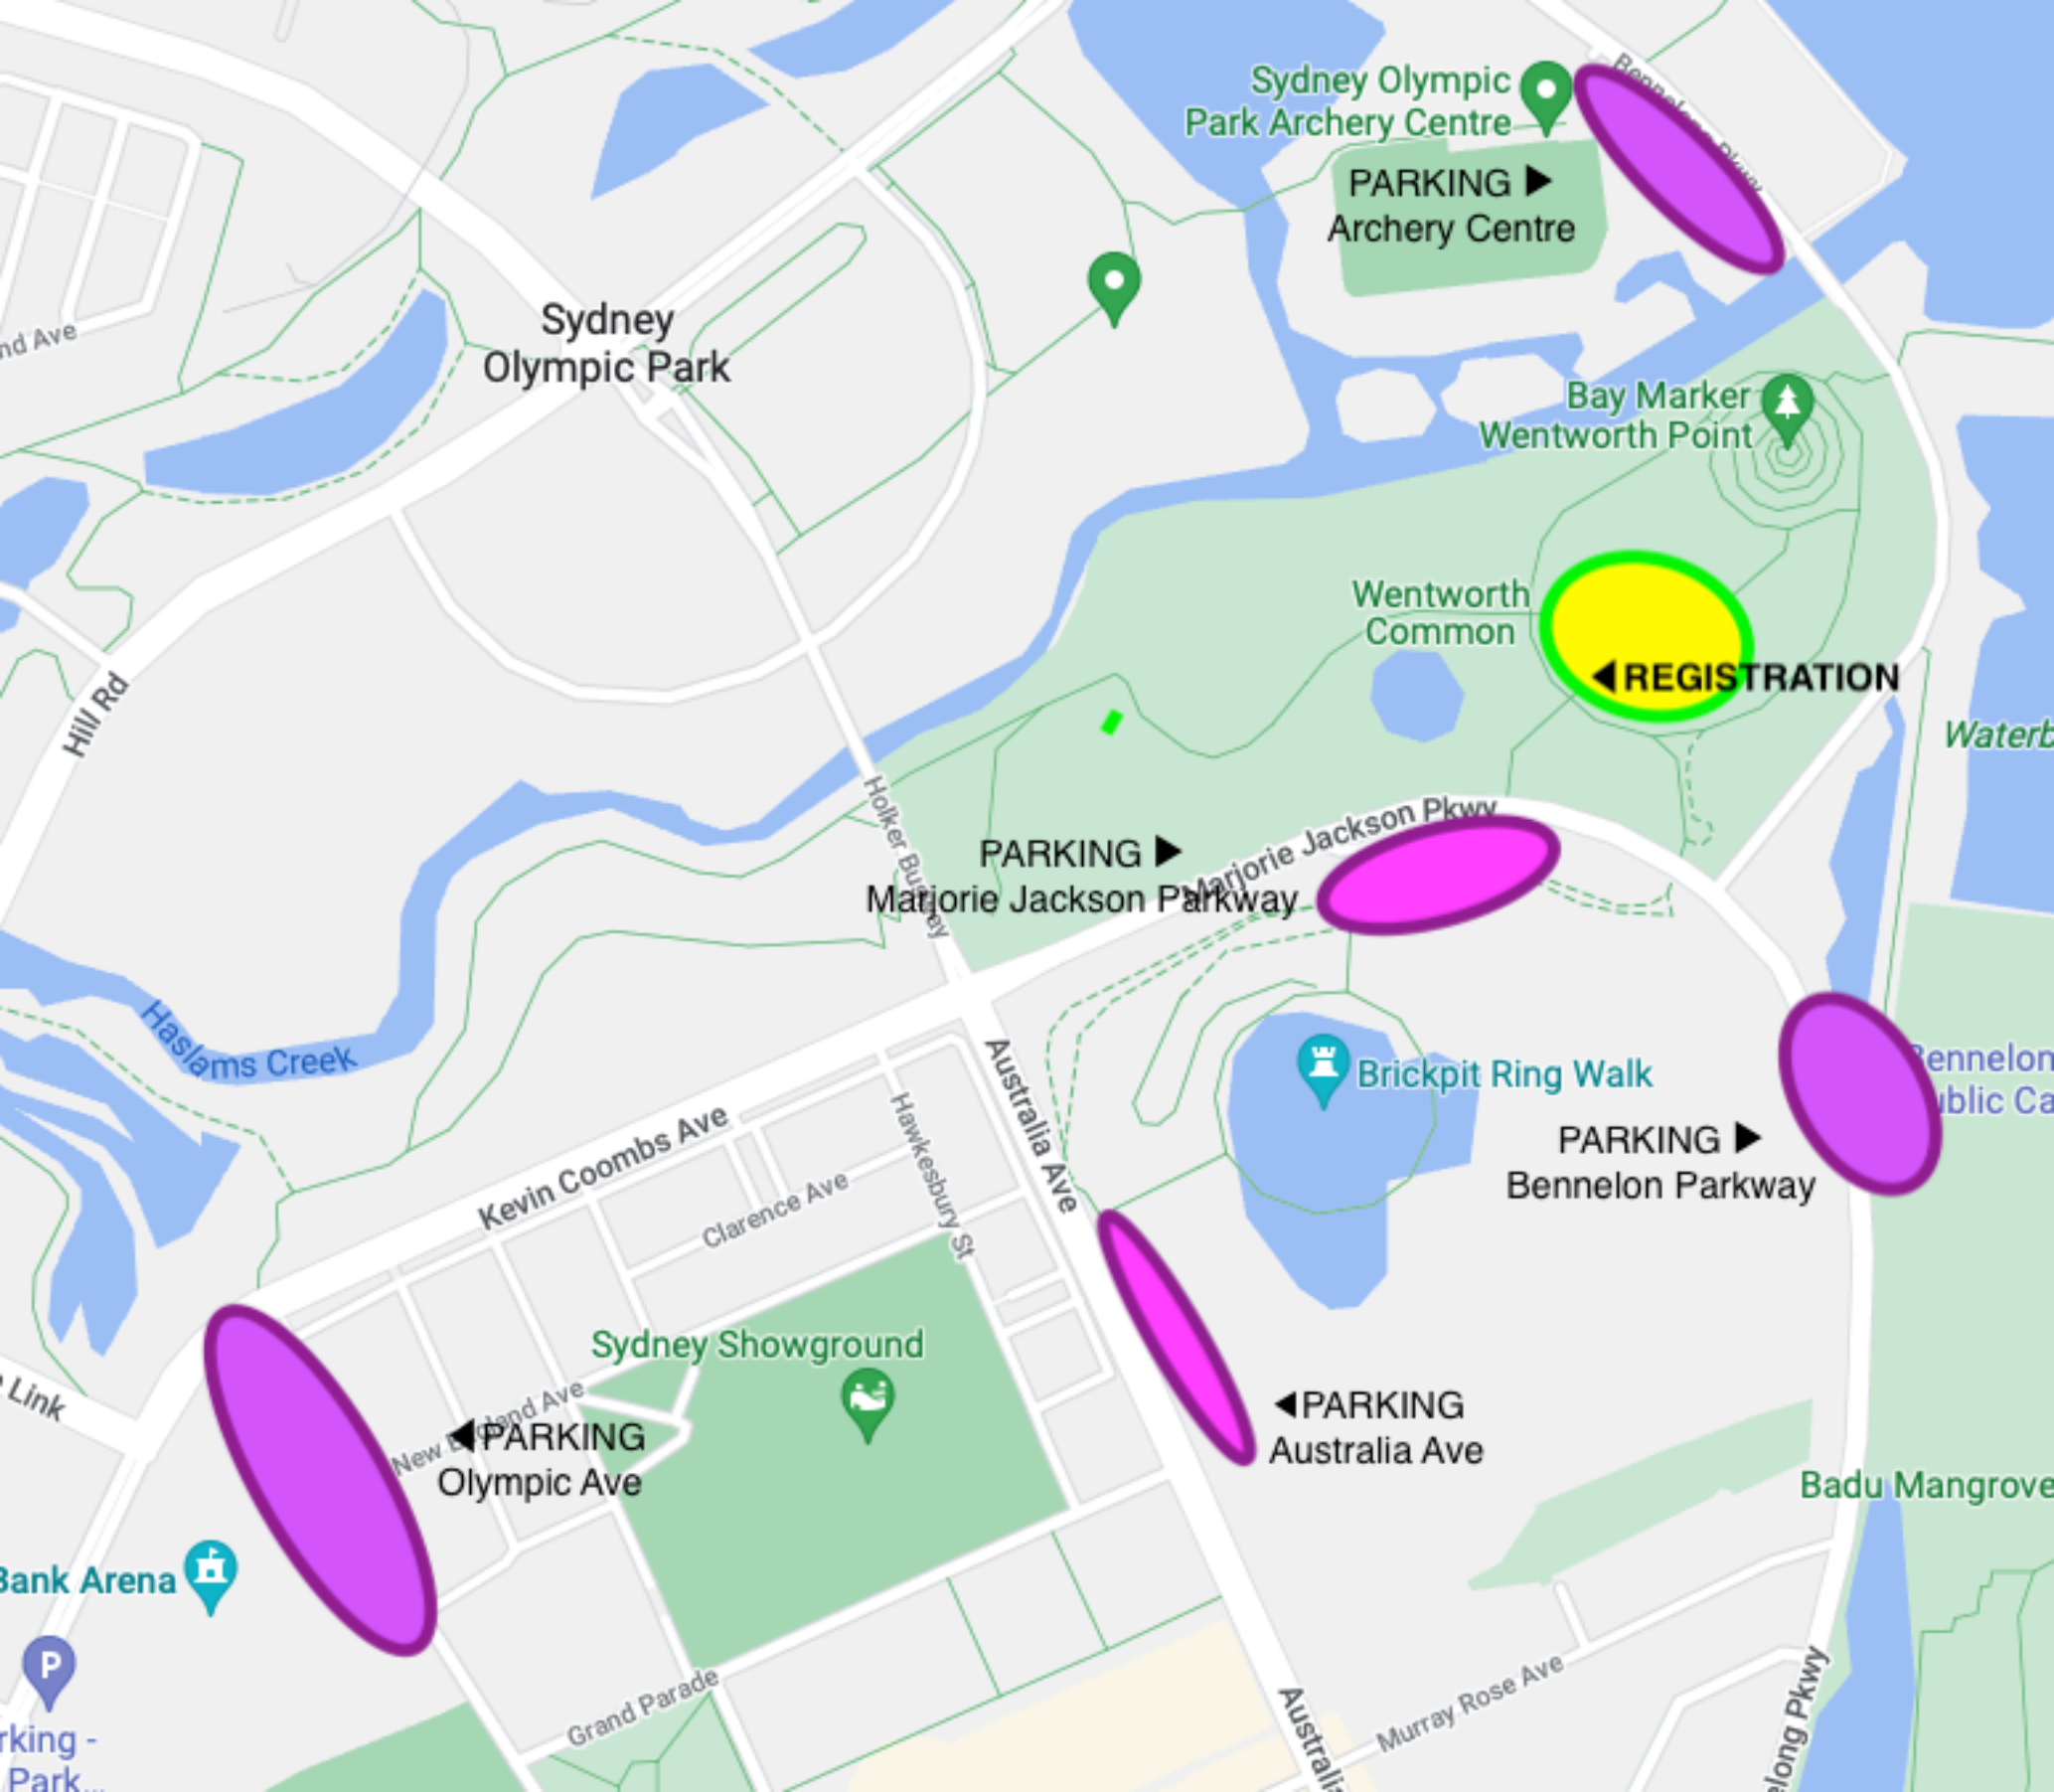 Bennelong Pkwy
Sydney Olympic
Park Archery Centre
PARKING ▶
Archery Centre
Sydney
Olympic Park
nd Ave
Bay Marker
Wentworth Point
Wentworth
Common
◀REGISTRATION
Hill Rd
Waterb
Holker Busway
Marjorie Jackson Pkwy
PARKING ▶
Marjorie Jackson Parkway
Haslams Creek
Australia Ave
Brickpit Ring Walk
Bennelon
ublic Ca
Hawkesbury St
Kevin Coombs Ave
Clarence Ave
PARKING ▶
Bennelon Parkway
Sydney Showground
Link
New England Ave
◀PARKING
Olympic Ave
◀PARKING
Australia Ave
Badu Mangrove
Bank Arena
P
Grand Parade
Murray Rose Ave
Australia
elong Pkwy
rking -
Park...